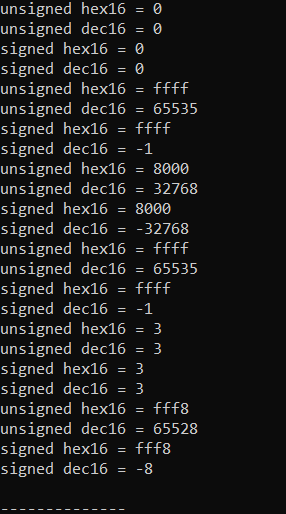 unsigned hex16 = 0
unsigned dec16 = 0
signed hex16 = 0
signed dec16 = 0
unsigned hex16 = ffff
unsigned dec16 = 65535
signed hex16 = ffff
signed dec16 = -1
unsigned hex16 = 8000
unsigned dec16 = 32768
signed hex16 = 8000
signed dec16 = -32768
unsigned hex16 = ffff
unsigned dec16 = 65535
signed hex16 = ffff
signed dec16 = -1
unsigned hex16 = 3
unsigned dec16 = 3
signed hex16 = 3
signed dec16 = 3
unsigned hex16 = fff8
unsigned dec16 = 65528
signed hex16 = fff8
signed dec16 = -8
--------------